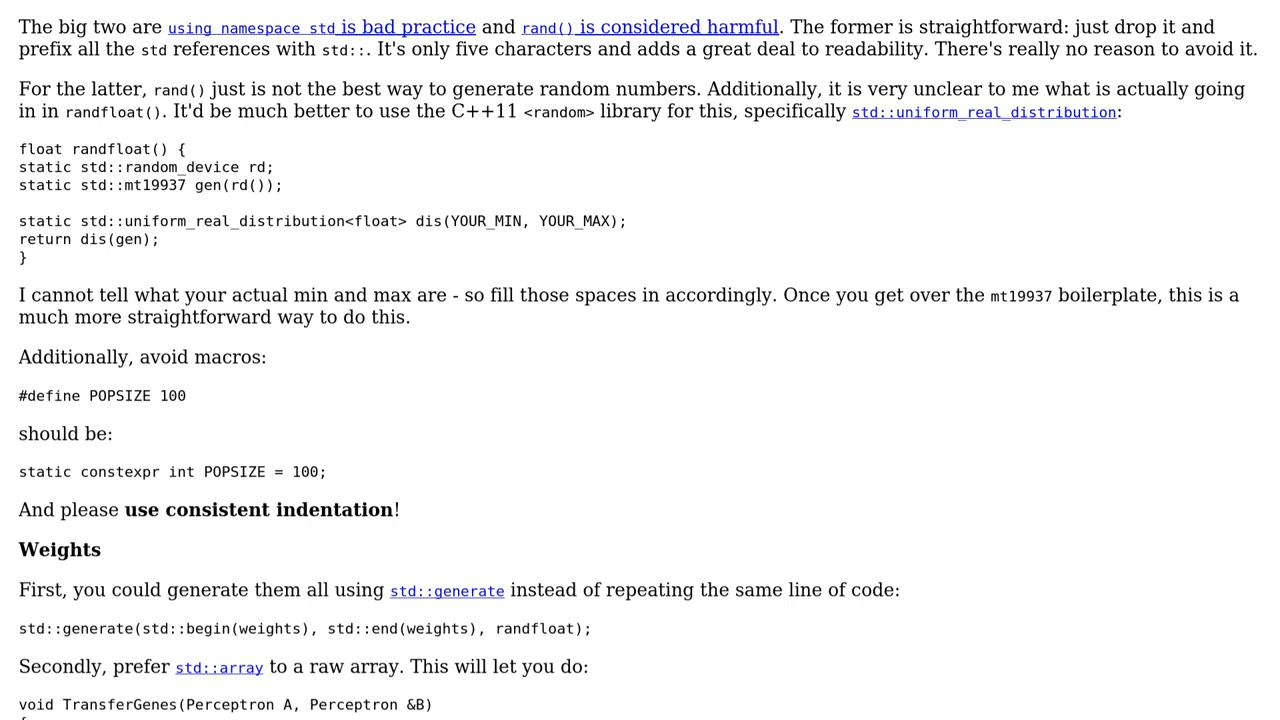 The big two are using namespace std is bad practice and rand() is considered harmful. The former is straightforward: just drop it and
prefix all the std references with std::. It's only five characters and adds a great deal to readability. There's really no reason to avoid it.
For the latter, rand() just is not the best way to generate random numbers. Additionally, it is very unclear to me what is actually going
in in randfloat(). It'd be much better to use the C++11 <random> library for this, specifically std::uniform_real_distribution:
float randfloat() {
static std::random_device rd;
static std::mt19937 gen(rd());
static std::uniform_real_distribution<float> dis(YOUR_MIN, YOUR_MAX);
return dis(gen);
}
I cannot tell what your actual min and max are - so fill those spaces in accordingly. Once you get over the mt19937 boilerplate, this is a
much more straightforward way to do this.
Additionally, avoid macros:
#define POPSIZE 100
should be:
static constexpr int POPSIZE = 100;
And please use consistent indentation!
Weights
First, you could generate them all using std::generate instead of repeating the same line of code:
std::generate(std::begin(weights), std::end(weights), randfloat);
Secondly, prefer std::array to a raw array. This will let you do:
void TransferGenes(Perceptron A, Perceptron &B)
{